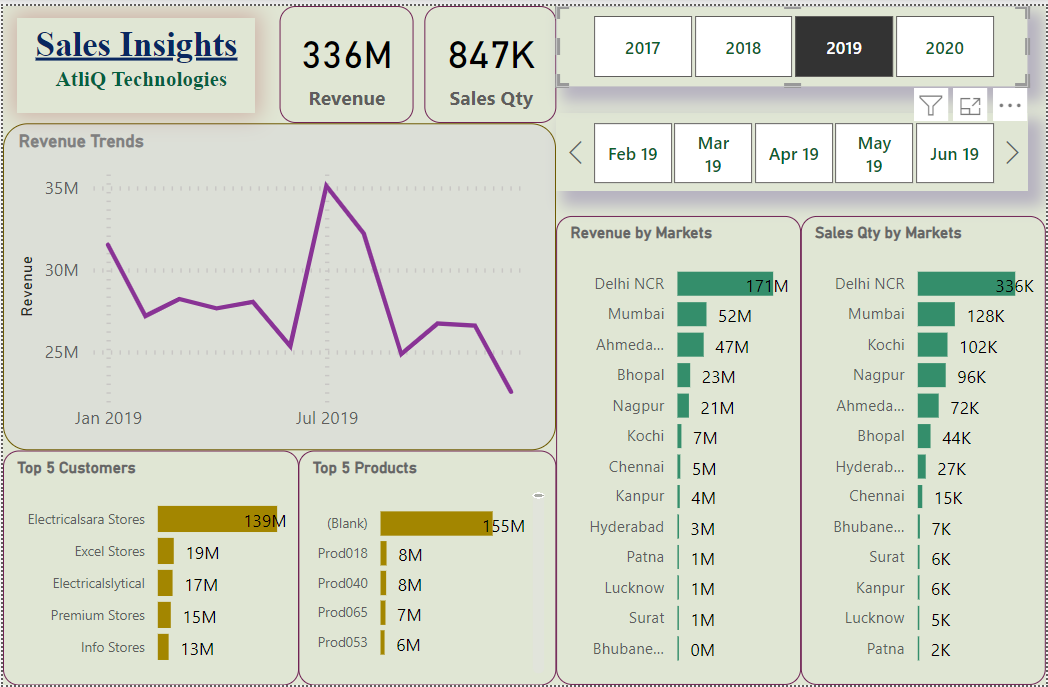 Sales Insights
AtliQ Technologies
336M
Revenue
847K
Sales Qty
2017 2018 2019 2020
Feb 19 Mar 19 Apr 19 May 19 Jun 19
Revenue Trends
Revenue
35M
30M
25M
Jan 2019 Jul 2019
Top 5 Customers
Electricalsara Stores 139M
Excel Stores 19M
Electricalslytical 17M
Premium Stores 15M
Info Stores 13M
Top 5 Products
(Blank) 155M
Prod018 8M
Prod040 8M
Prod065 7M
Prod053 6M
Revenue by Markets
Delhi NCR 171M
Mumbai 52M
Ahmeda... 47M
Bhopal 23M
Nagpur 21M
Kochi 7M
Chennai 5M
Kanpur 4M
Hyderabad 3M
Patna 1M
Lucknow 1M
Surat 1M
Bhubane... 0M
Sales Qty by Markets
Delhi NCR 336K
Mumbai 128K
Kochi 102K
Nagpur 96K
Ahmeda... 72K
Bhopal 44K
Hyderab... 27K
Chennai 15K
Bhubane... 7K
Surat 6K
Kanpur 6K
Lucknow 5K
Patna 2K